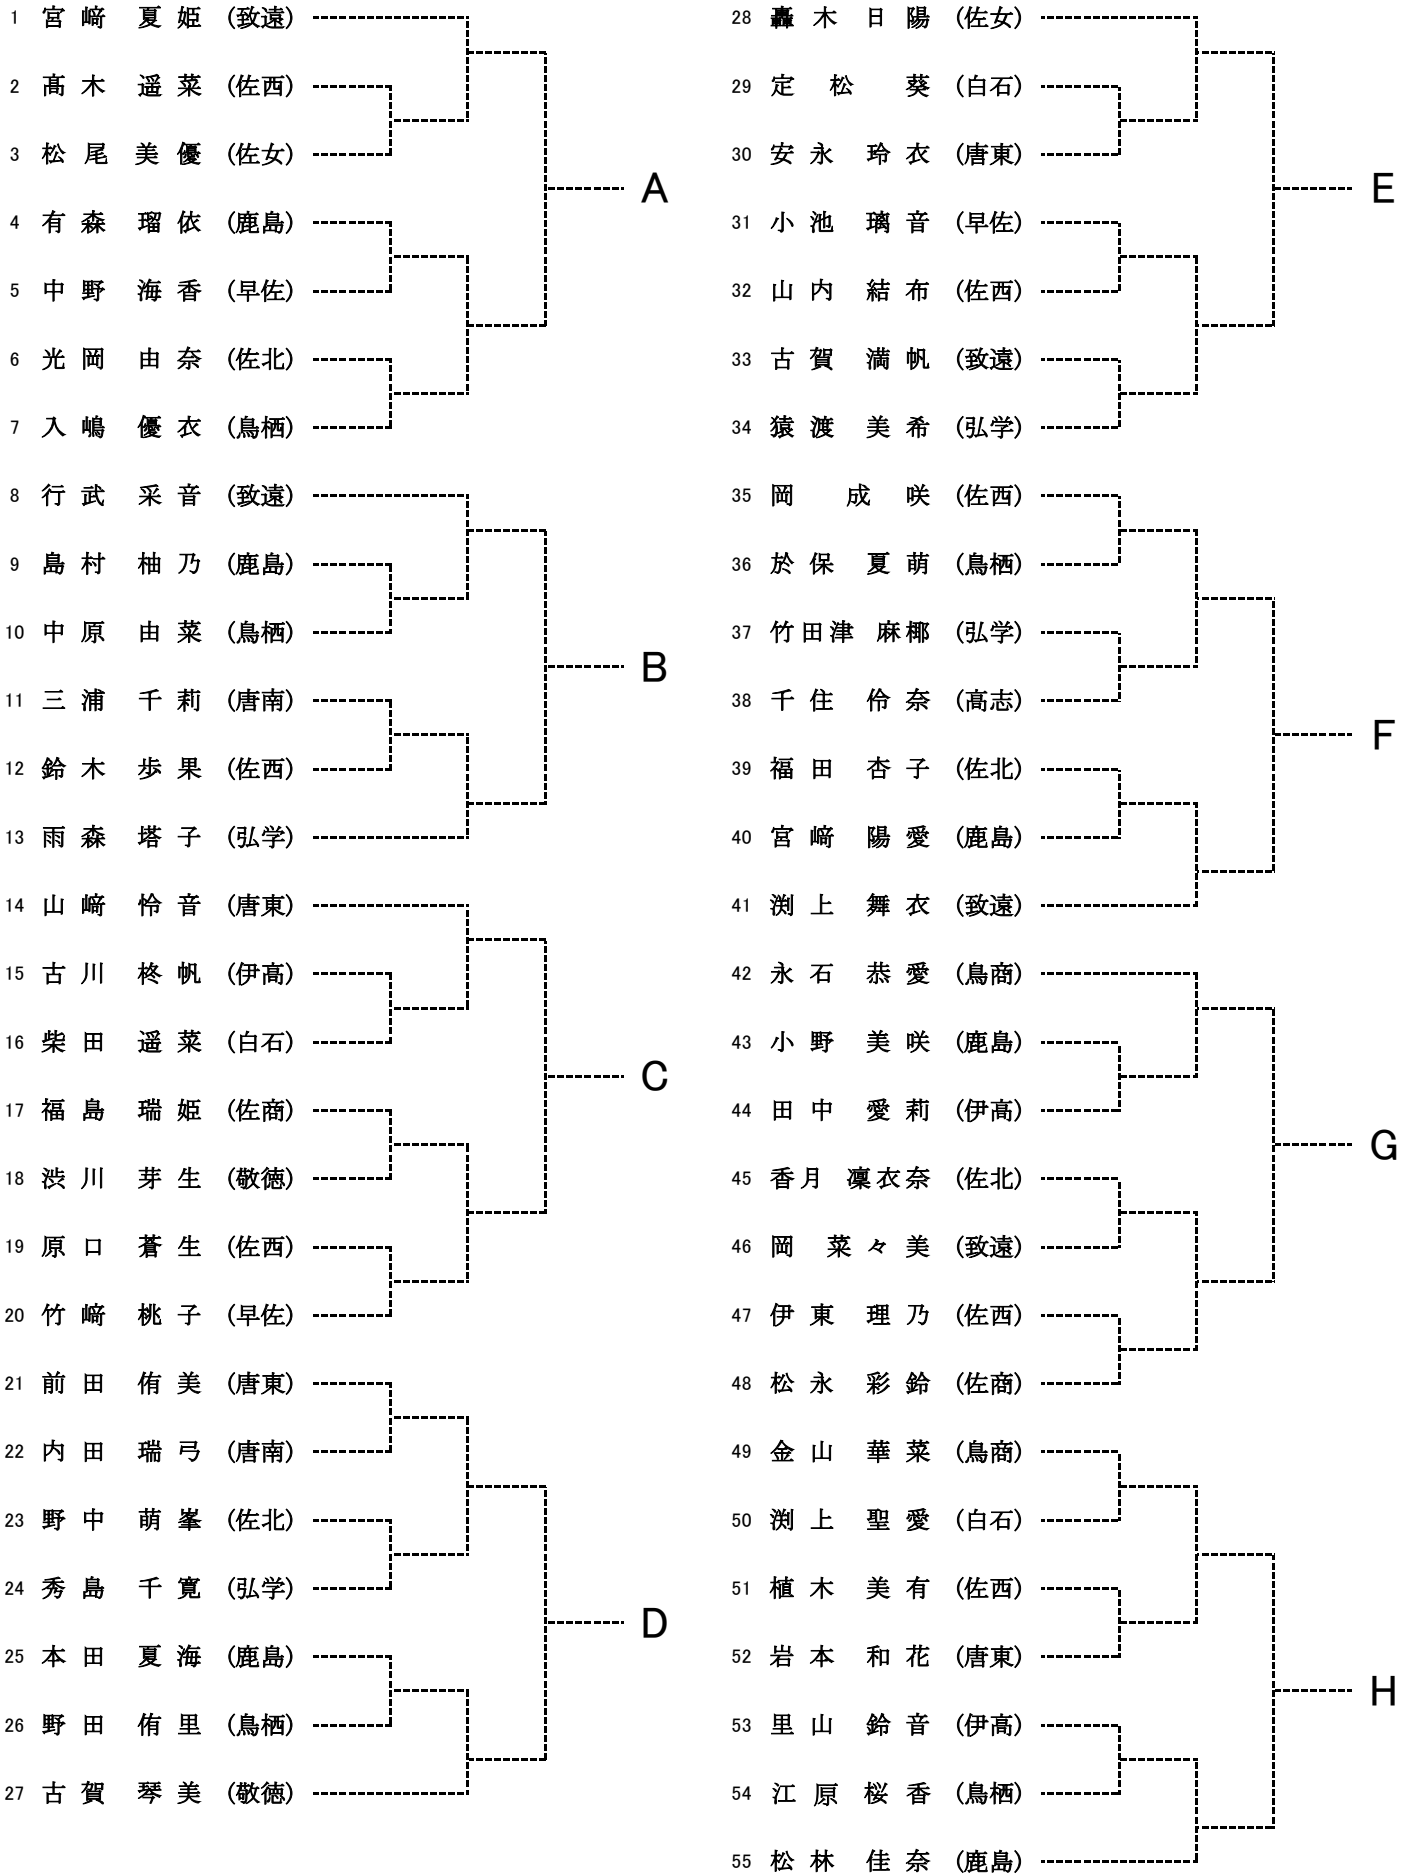 1 宮﨑 夏姫 (致遠)
2 髙木 遥菜 (佐西)
3 松尾 美優 (佐女)
A
4 有森 瑠依 (鹿島)
5 中野 海香 (早佐)
6 光岡 由奈 (佐北)
7 入嶋 優衣 (鳥栖)
8 行武 采音 (致遠)
9 島村 柚乃 (鹿島)
10 中原 由菜 (鳥栖)
B
11 三浦 千莉 (唐南)
12 鈴木 歩果 (佐西)
13 雨森 塔子 (弘学)
14 山﨑 怜音 (唐東)
15 古川 柊帆 (伊高)
16 柴田 遥菜 (白石)
C
17 福島 瑞姫 (佐商)
18 渋川 芽生 (敬徳)
19 原口 蒼生 (佐西)
20 竹﨑 桃子 (早佐)
21 前田 侑美 (唐東)
22 内田 瑞弓 (唐南)
23 野中 萌峯 (佐北)
24 秀島 千寛 (弘学)
D
25 本田 夏海 (鹿島)
26 野田 侑里 (鳥栖)
27 古賀 琴美 (敬徳)
28 轟木 日陽 (佐女)
29 定松 葵 (白石)
30 安永 玲衣 (唐東)
E
31 小池 璃音 (早佐)
32 山内 結布 (佐西)
33 古賀 満帆 (致遠)
34 猿渡 美希 (弘学)
35 岡 成咲 (佐西)
36 於保 夏萌 (鳥栖)
37 竹田津 麻椰 (弘学)
38 千住 伶奈 (高志)
F
39 福田 杏子 (佐北)
40 宮﨑 陽愛 (鹿島)
41 渕上 舞衣 (致遠)
42 永石 恭愛 (鳥商)
43 小野 美咲 (鹿島)
44 田中 愛莉 (伊高)
G
45 香月 凜衣奈 (佐北)
46 岡 菜々美 (致遠)
47 伊東 理乃 (佐西)
48 松永 彩鈴 (佐商)
49 金山 華菜 (鳥商)
50 渕上 聖愛 (白石)
51 植木 美有 (佐西)
52 岩本 和花 (唐東)
H
53 里山 鈴音 (伊高)
54 江原 桜香 (鳥栖)
55 松林 佳奈 (鹿島)